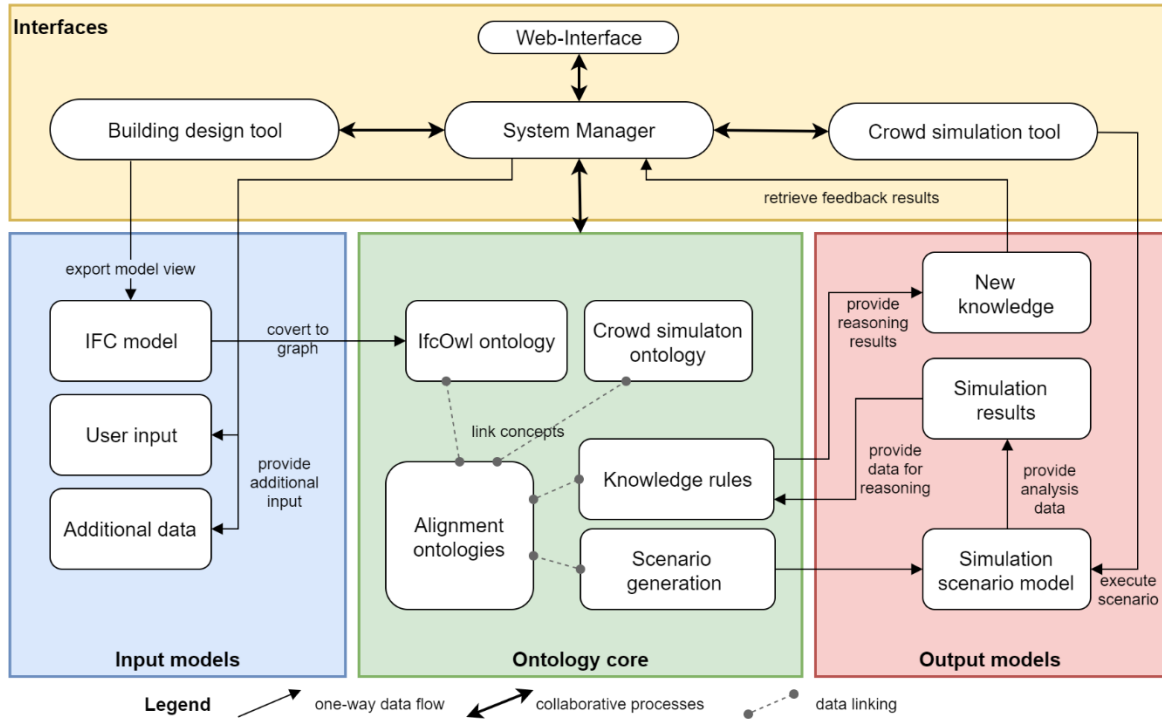 Interfaces
Web-Interface
Building design tool
System Manager
Crowd simulation tool
retrieve feedback results
export model view
IFC model
covert to
graph
IfcOwl ontology
Crowd simulaton
ontology
provide
reasoning
results
New
knowledge
User input
link concepts
Simulation
results
provide
additional
input
Knowledge rules
provide
data for
reasoning
provide
analysis
data
Additional data
Alignment
ontologies
Scenario
generation
Simulation
scenario model
execute
scenario
Input models
Ontology core
Output models
Legend
one-way data flow
collaborative processes
data linking